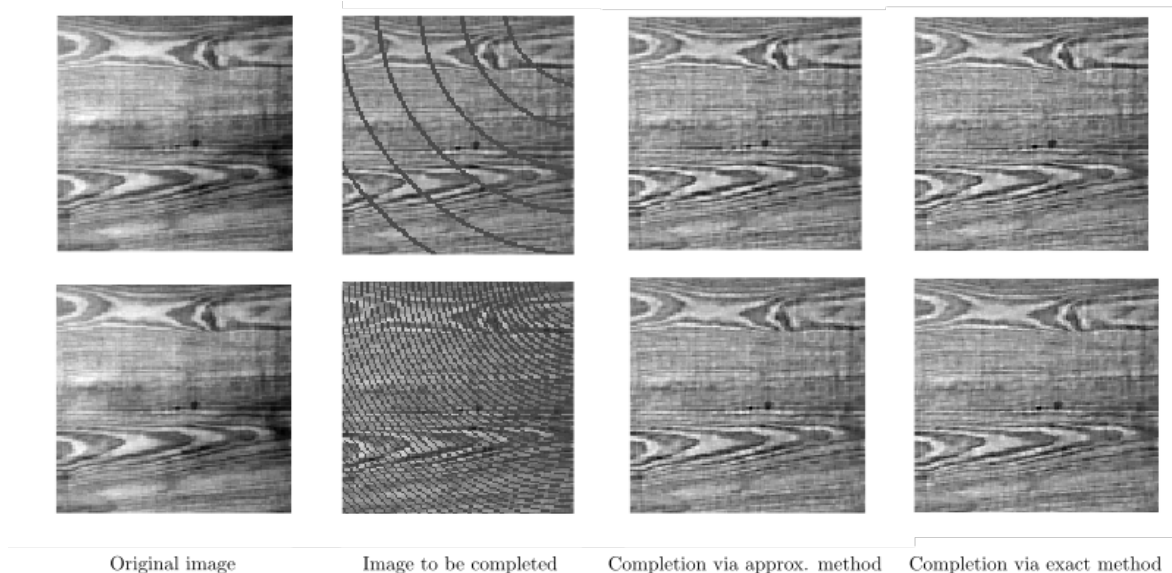 Original image
Image to be completed
Completion via approx. method
Completion via exact method